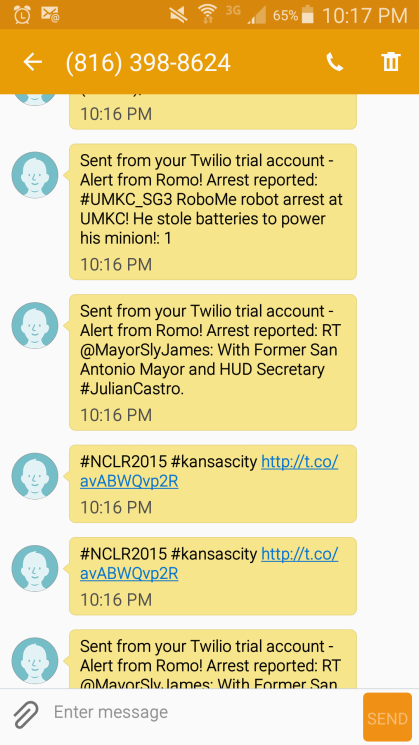 3G 65% 10:17 PM
(816) 398-8624
10:16 PM
Sent from your Twilio trial account -
Alert from Romo! Arrest reported:
#UMKC_SG3 RoboMe robot arrest at
UMKC! He stole batteries to power
his minion!: 1
10:16 PM
Sent from your Twilio trial account -
Alert from Romo! Arrest reported: RT
@MayorSlyJames: With Former San
Antonio Mayor and HUD Secretary
#JulianCastro.
10:16 PM
#NCLR2015 #kansascity http://t.co/
avABWQvp2R
10:16 PM
#NCLR2015 #kansascity http://t.co/
avABWQvp2R
10:16 PM
Sent from your Twilio trial account -
Alert from Romo! Arrest reported: RT
@MayorSlyJames: With Former San
Enter message
SEND